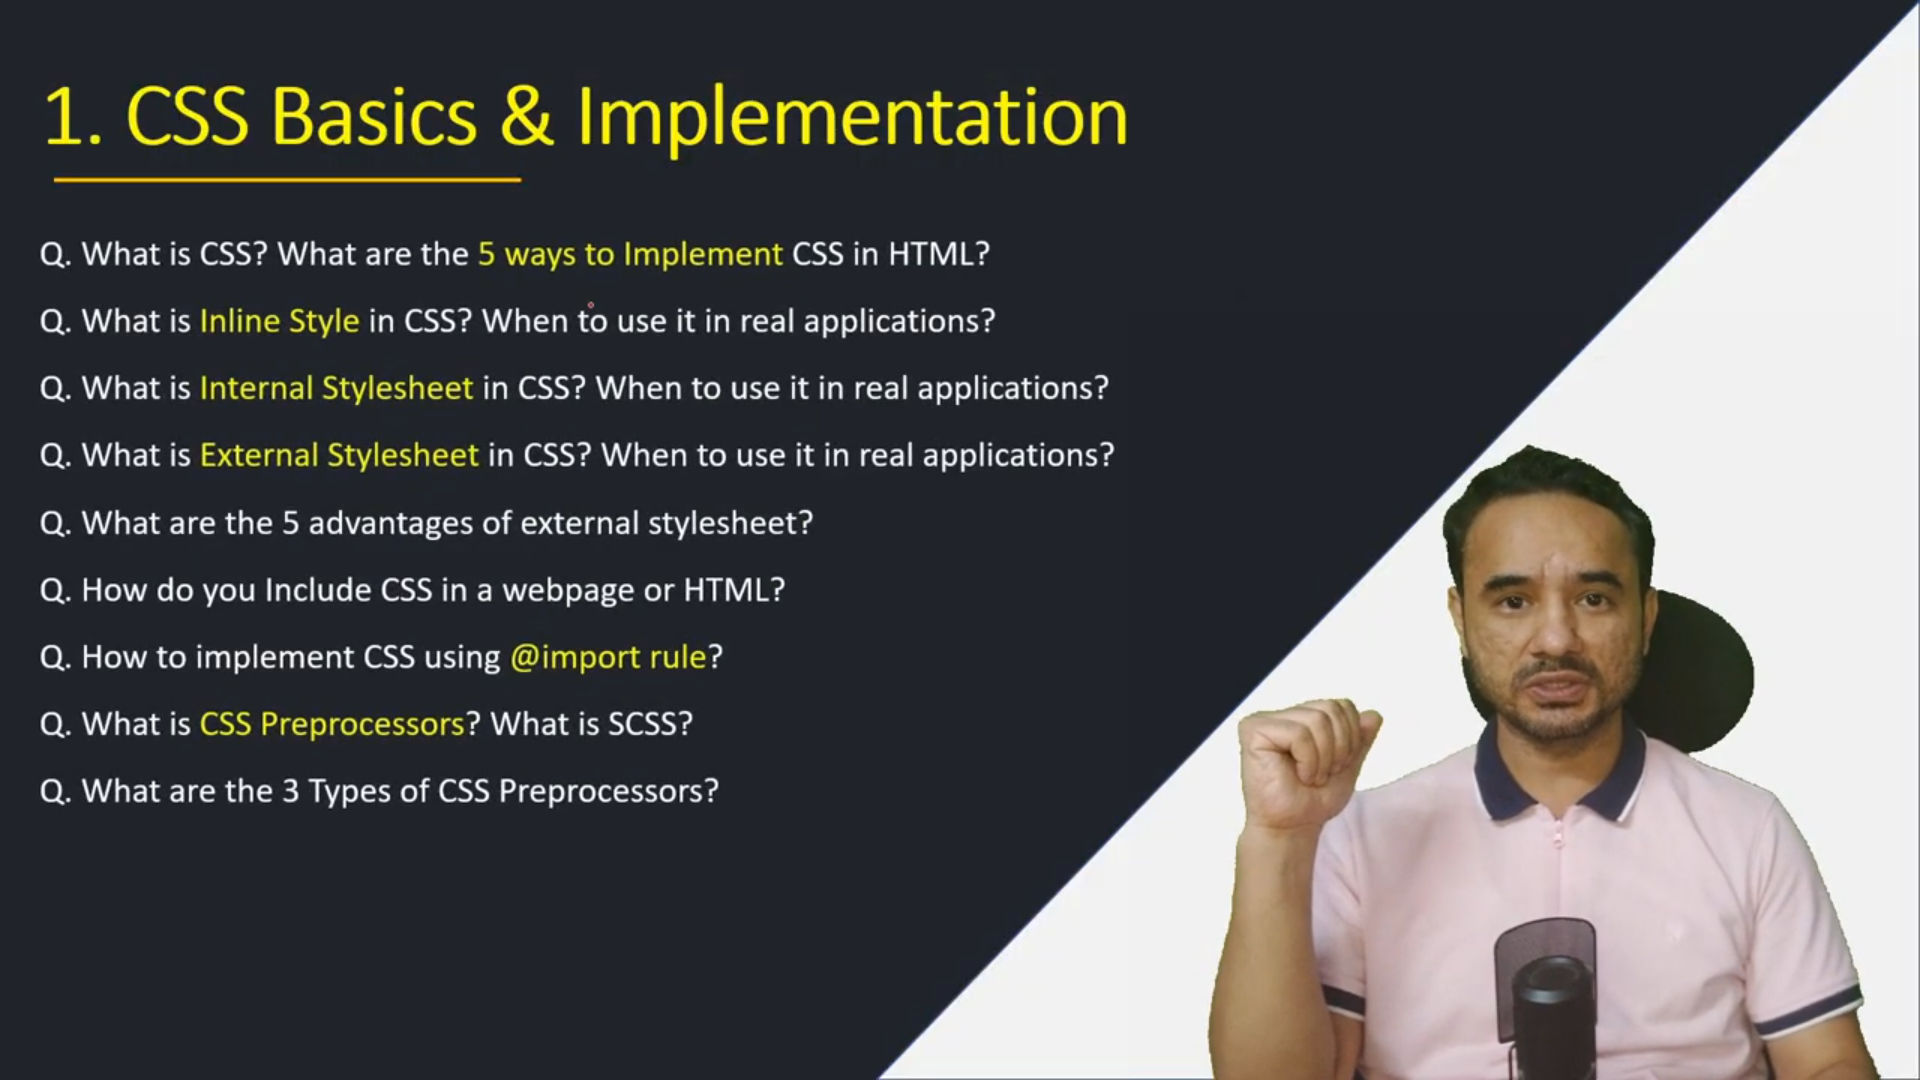 1. CSS Basics & Implementation
Q. What is CSS? What are the 5 ways to Implement CSS in HTML?
Q. What is Inline Style in CSS? When to use it in real applications?
Q. What is Internal Stylesheet in CSS? When to use it in real applications?
Q. What is External Stylesheet in CSS? When to use it in real applications?
Q. What are the 5 advantages of external stylesheet?
Q. How do you Include CSS in a webpage or HTML?
Q. How to implement CSS using @import rule?
Q. What is CSS Preprocessors? What is SCSS?
Q. What are the 3 Types of CSS Preprocessors?